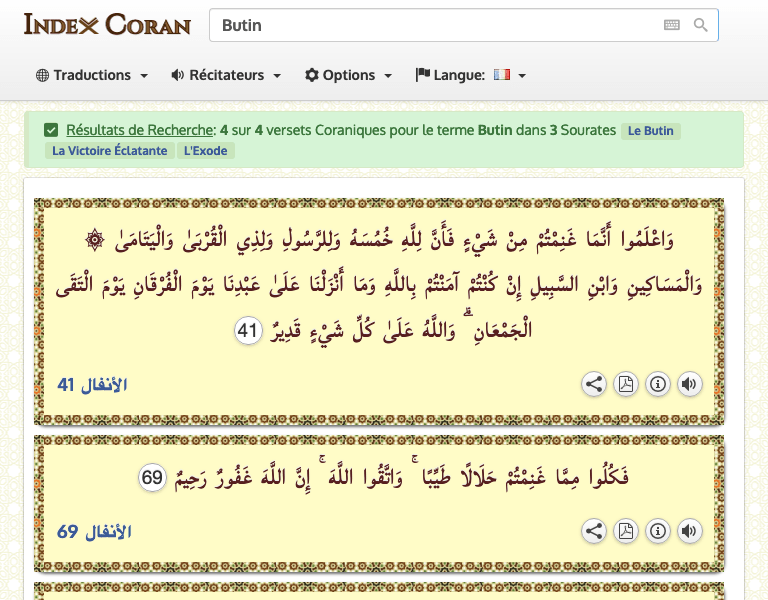 INDEX CORAN
Butin
Traductions
Récitateurs
Options
Langue:
Résultats de Recherche: 4 sur 4 versets Coraniques pour le terme Butin dans 3 Sourates Le Butin
La Victoire Éclatante L'Exode
۞ وَاعْلَمُوا أَنَّمَا غَنِمْتُمْ مِنْ شَيْءٍ فَأَنَّ لِلَّهِ خُمُسَهُ وَلِلرَّسُولِ وَلِذِي الْقُرْبَىٰ وَالْيَتَامَىٰ
وَالْمَسَاكِينِ وَابْنِ السَّبِيلِ إِنْ كُنْتُمْ آمَنْتُمْ بِاللَّهِ وَمَا أَنْزَلْنَا عَلَىٰ عَبْدِنَا يَوْمَ الْفُرْقَانِ يَوْمَ الْتَقَى
الْجَمْعَانِ ۗ وَاللَّهُ عَلَىٰ كُلِّ شَيْءٍ قَدِيرٌ 41
الأنفال 41
فَكُلُوا مِمَّا غَنِمْتُمْ حَلَالًا طَيِّبًا ۚ وَاتَّقُوا اللَّهَ ۚ إِنَّ اللَّهَ غَفُورٌ رَحِيمٌ 69
الأنفال 69